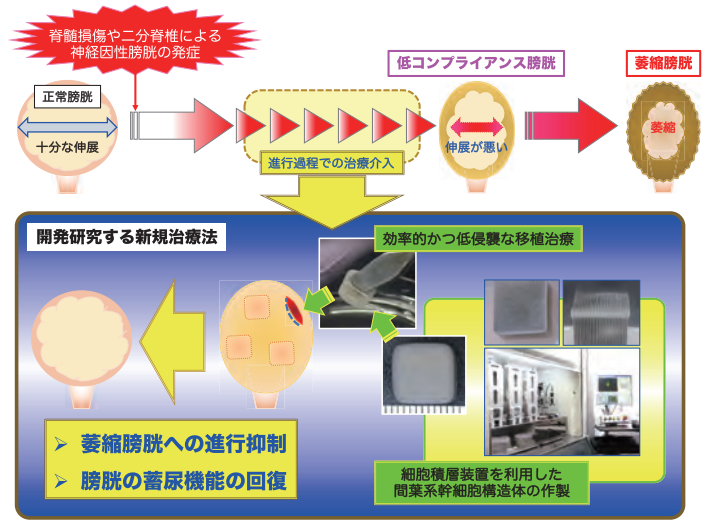 脊髄損傷や二分脊椎による
神経因性膀胱の発症
低コンプライアンス膀胱
萎縮膀胱
正常膀胱
十分な伸展
伸展が悪い
萎縮
進行過程での治療介入
開発研究する新規治療法
効率的かつ低侵襲な移植治療
萎縮膀胱への進行抑制
膀胱の蓄尿機能の回復
細胞積層装置を利用した
間葉系幹細胞構造体の作製